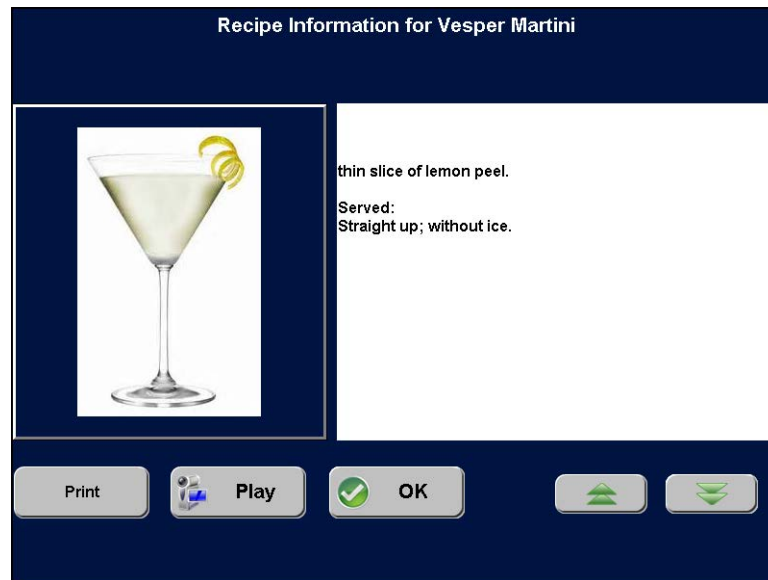 Recipe Information for Vesper Martini
thin slice of lemon peel.
Served:
Straight up; without ice.
Print
Play
OK